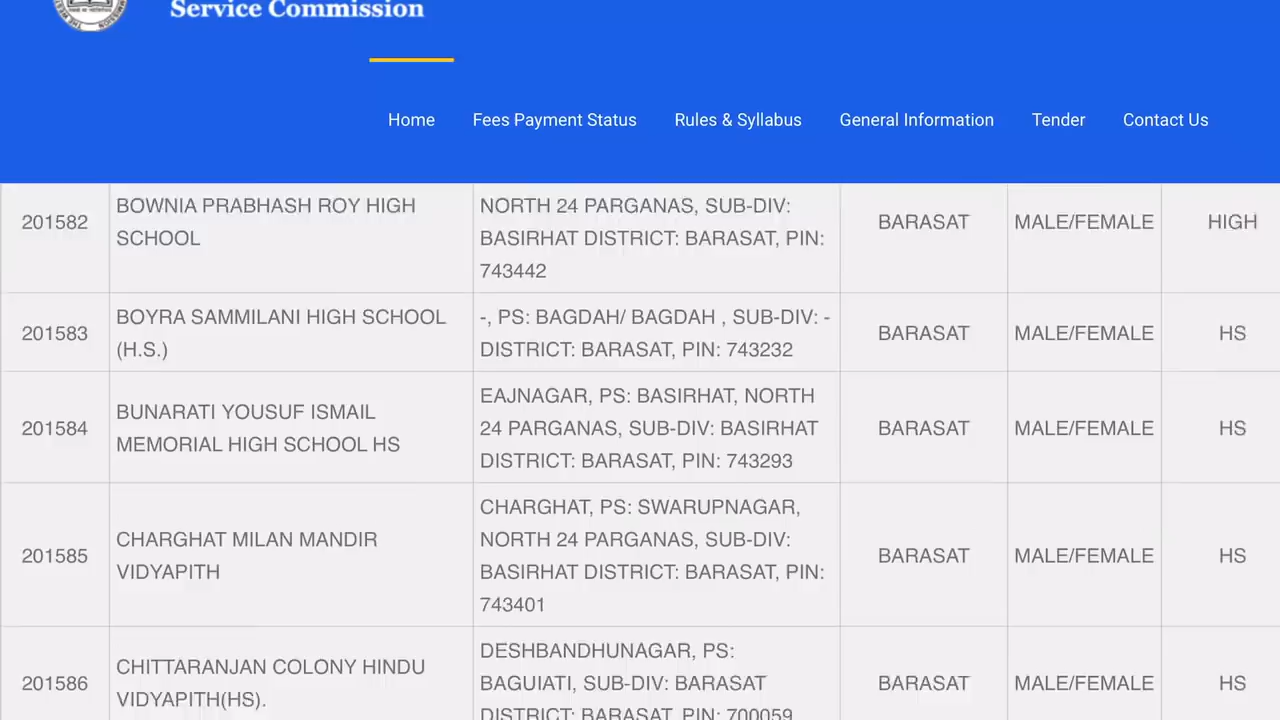 Service Commission
Home Fees Payment Status Rules & Syllabus General Information Tender Contact Us
201582 BOWNIA PRABHASH ROY HIGH SCHOOL NORTH 24 PARGANAS, SUB-DIV: BASIRHAT DISTRICT: BARASAT, PIN: 743442 BARASAT MALE/FEMALE HIGH
201583 BOYRA SAMMILANI HIGH SCHOOL (H.S.) -, PS: BAGDAH/ BAGDAH , SUB-DIV: - DISTRICT: BARASAT, PIN: 743232 BARASAT MALE/FEMALE HS
201584 BUNARATI YOUSUF ISMAIL MEMORIAL HIGH SCHOOL HS EAJNAGAR, PS: BASIRHAT, NORTH 24 PARGANAS, SUB-DIV: BASIRHAT DISTRICT: BARASAT, PIN: 743293 BARASAT MALE/FEMALE HS
201585 CHARGHAT MILAN MANDIR VIDYAPITH CHARGHAT, PS: SWARUPNAGAR, NORTH 24 PARGANAS, SUB-DIV: BASIRHAT DISTRICT: BARASAT, PIN: 743401 BARASAT MALE/FEMALE HS
201586 CHITTARANJAN COLONY HINDU VIDYAPITH(HS). DESHBANDHUNAGAR, PS: BAGUIATI, SUB-DIV: BARASAT DISTRICT: BARASAT, PIN: 700059 BARASAT MALE/FEMALE HS